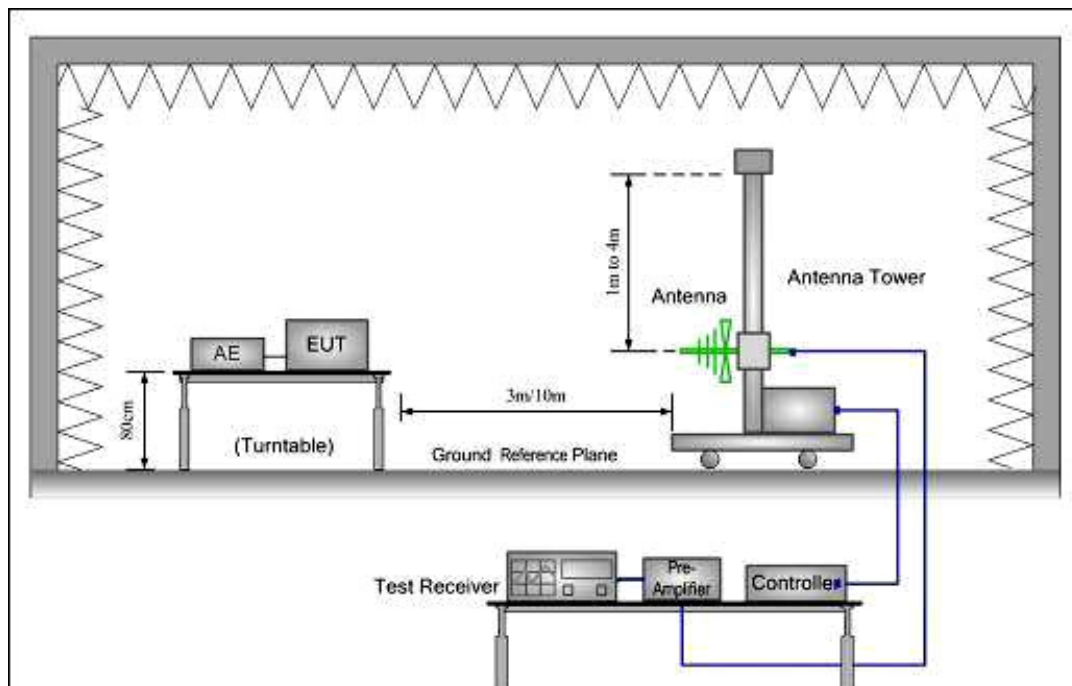 1m to 4m
Antenna
Antenna Tower
AE
EUT
80cm
3m/10m
(Turntable)
Ground Reference Plane
Test Receiver
Pre-
Amplifier
Controller